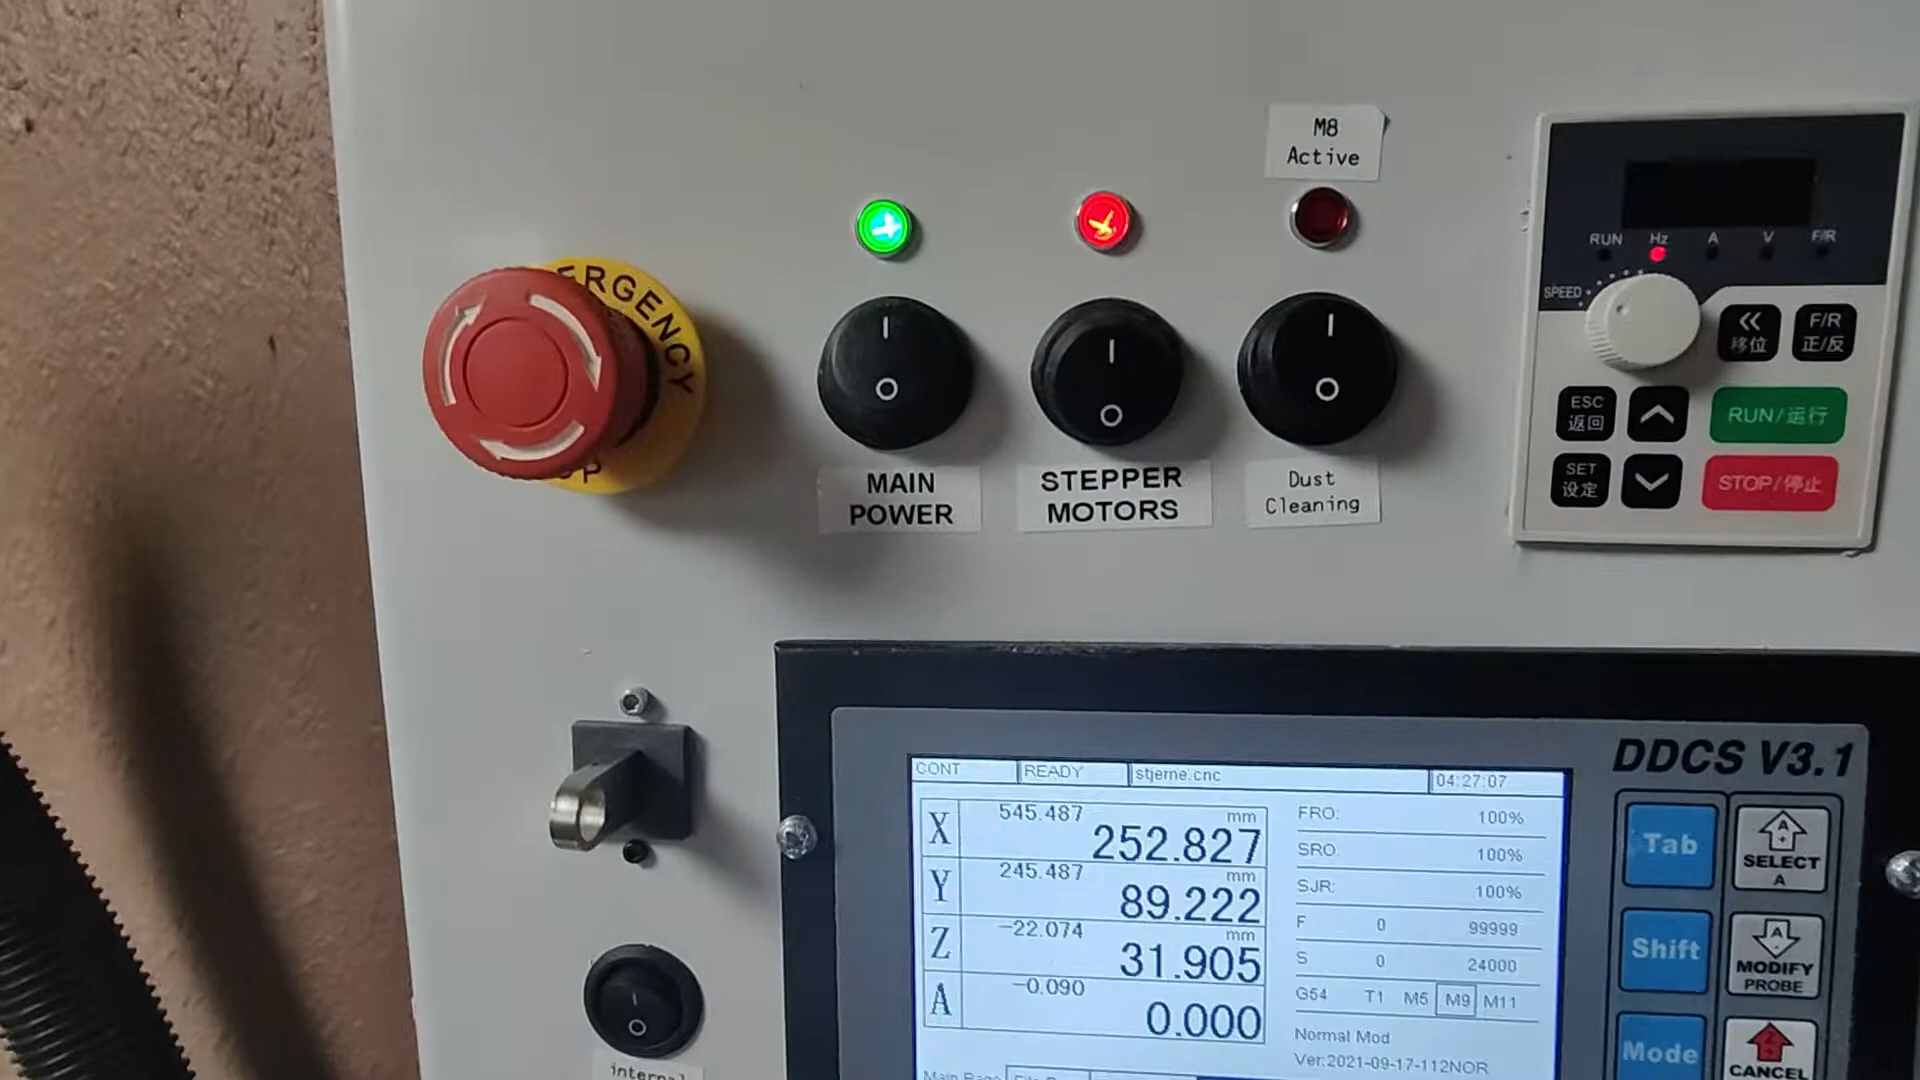 M8
Active
EMERGENCY
MAIN
POWER
STEPPER
MOTORS
Dust
Cleaning
RUN Hz A V F/R
SPEED
移位
F/R
正/反
ESC
返回
RUN/运行
SET
设定
STOP/停止
DDCS V3.1
CONT READY stjerne.cnc 04:27:07
X 545.487 mm
252.827
Y 245.487 mm
89.222
Z -22.074 mm
31.905
A -0.090
0.000
FRO: 100%
SRO: 100%
SJR: 100%
F 0 99999
S 0 24000
G54 T1 M5 M9 M11
Normal Mod
Ver:2021-09-17-112NOR
Main Page
Tab
A+
SELECT
A
Shift
A-
MODIFY
PROBE
Mode
CANCEL
internal